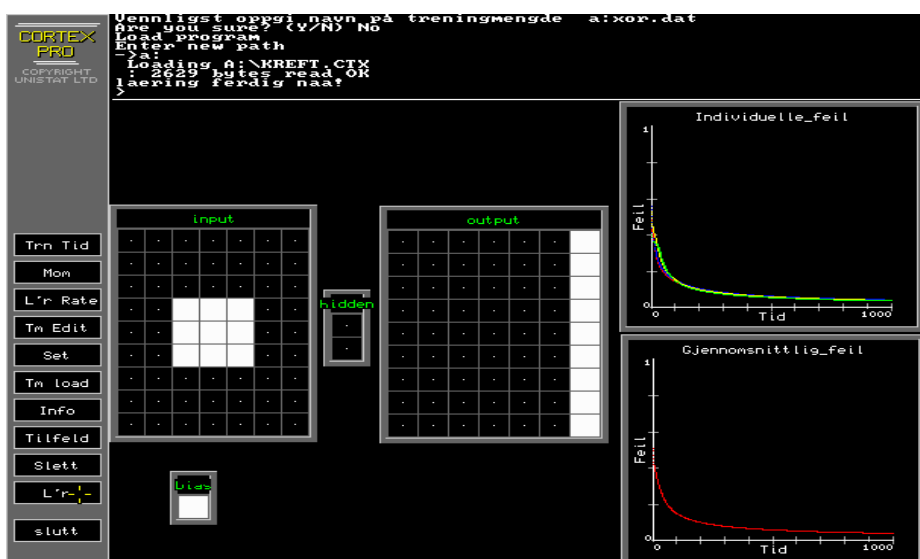 Vennligst oppgi navn på treningmengde a:xor.dat
Are you sure? (Y/N) No
Load program
Enter new path
->a:
Loading A:\KREFT.CTX
: 2629 bytes read OK
laering ferdig naa!
>
CORTEX
PRO
COPYRIGHT
UNISTAT LTD
Trn Tid
Mom
L'r Rate
Tm Edit
Set
Tm load
Info
Tilfeld
Slett
L'r
slutt
input
hidden
output
bias
Individuelle_feil
1
Feil
0
0
Tid
1000
Gjennomsnittlig_feil
1
Feil
0
0
Tid
1000